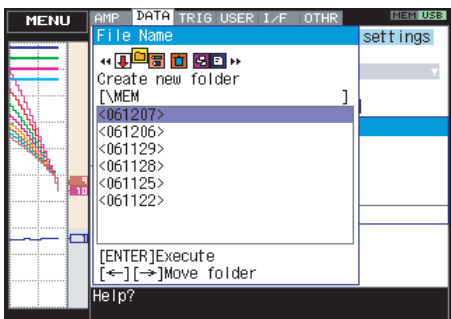 MENU AMP DATA TRIG USER I/F OTHR MEM USB
File Name
settings
Create new folder
[\MEM ]
<061207>
<061206>
<061129>
<061128>
<061125>
<061122>
10
[ENTER]Execute
[←][→]Move folder
Help?